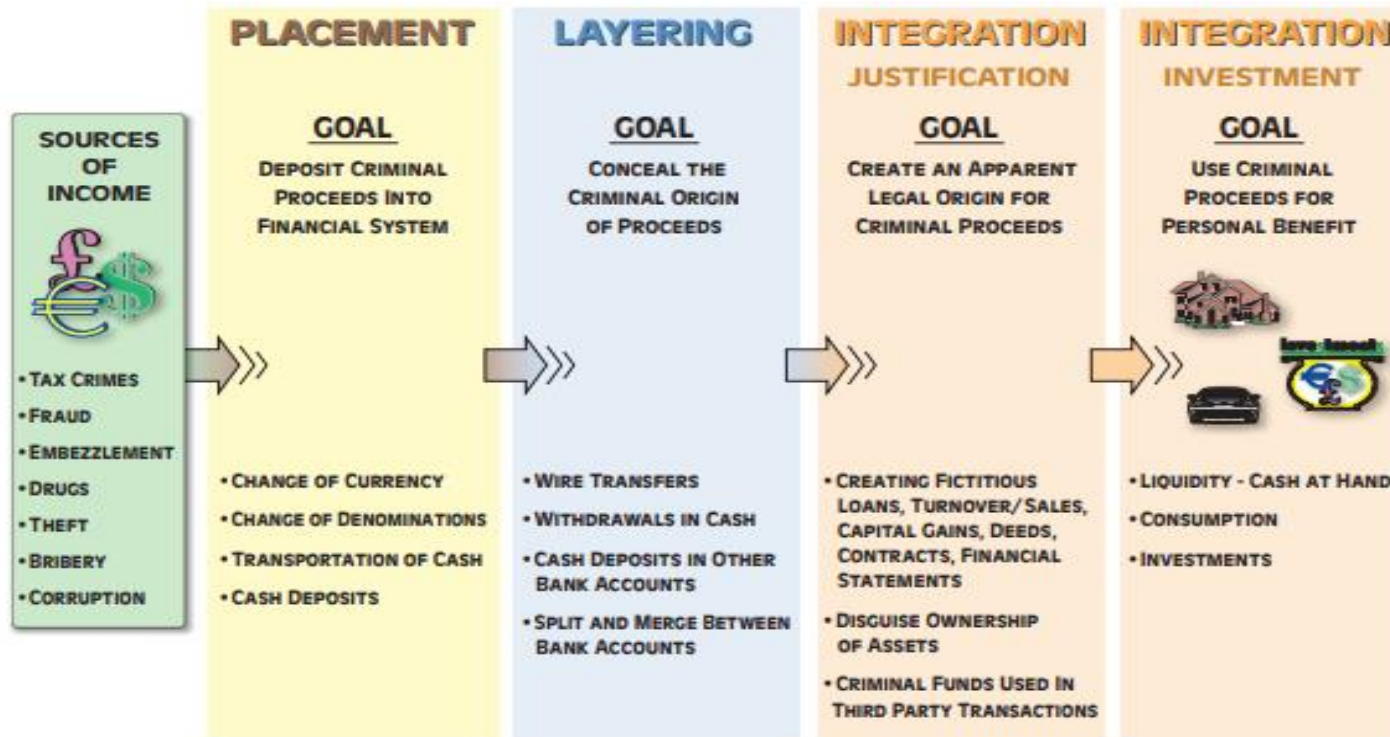 SOURCES
OF
INCOME
• TAX CRIMES
• FRAUD
• EMBEZZLEMENT
• DRUGS
• THEFT
• BRIBERY
• CORRUPTION
PLACEMENT
GOAL
DEPOSIT CRIMINAL
PROCEEDS INTO
FINANCIAL SYSTEM
• CHANGE OF CURRENCY
• CHANGE OF DENOMINATIONS
• TRANSPORTATION OF CASH
• CASH DEPOSITS
LAYERING
GOAL
CONCEAL THE
CRIMINAL ORIGIN
OF PROCEEDS
• WIRE TRANSFERS
• WITHDRAWALS IN CASH
• CASH DEPOSITS IN OTHER
BANK ACCOUNTS
• SPLIT AND MERGE BETWEEN
BANK ACCOUNTS
INTEGRATION
JUSTIFICATION
GOAL
CREATE AN APPARENT
LEGAL ORIGIN FOR
CRIMINAL PROCEEDS
• CREATING FICTITIOUS
LOANS, TURNOVER/SALES,
CAPITAL GAINS, DEEDS,
CONTRACTS, FINANCIAL
STATEMENTS
• DISGUISE OWNERSHIP
OF ASSETS
• CRIMINAL FUNDS USED IN
THIRD PARTY TRANSACTIONS
INTEGRATION
INVESTMENT
GOAL
USE CRIMINAL
PROCEEDS FOR
PERSONAL BENEFIT
• LIQUIDITY - CASH AT HAND
• CONSUMPTION
• INVESTMENTS